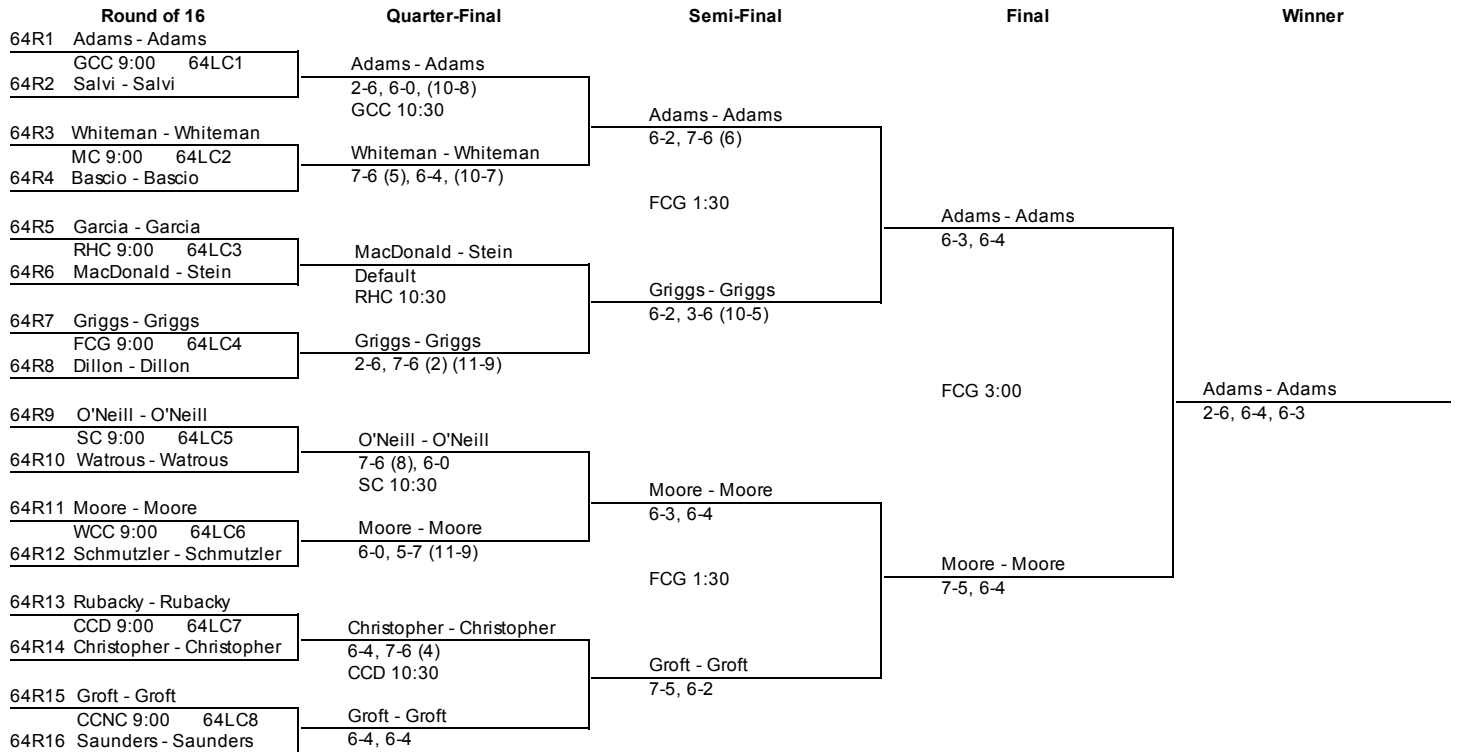 Round of 16 Quarter-Final Semi-Final Final Winner
64R1 Adams - Adams
GCC 9:00 64LC1
64R2 Salvi - Salvi
64R3 Whiteman - Whiteman
MC 9:00 64LC2
64R4 Bascio - Bascio
64R5 Garcia - Garcia
RHC 9:00 64LC3
64R6 MacDonald - Stein
64R7 Griggs - Griggs
FCG 9:00 64LC4
64R8 Dillon - Dillon
64R9 O'Neill - O'Neill
SC 9:00 64LC5
64R10 Watrous - Watrous
64R11 Moore - Moore
WCC 9:00 64LC6
64R12 Schmutzler - Schmutzler
64R13 Rubacky - Rubacky
CCD 9:00 64LC7
64R14 Christopher - Christopher
64R15 Groft - Groft
CCNC 9:00 64LC8
64R16 Saunders - Saunders
Adams - Adams
2-6, 6-0, (10-8)
GCC 10:30
Whiteman - Whiteman
7-6 (5), 6-4, (10-7)
MacDonald - Stein
Default
RHC 10:30
Griggs - Griggs
2-6, 7-6 (2) (11-9)
O'Neill - O'Neill
7-6 (8), 6-0
SC 10:30
Moore - Moore
6-0, 5-7 (11-9)
Christopher - Christopher
6-4, 7-6 (4)
CCD 10:30
Groft - Groft
6-4, 6-4
Adams - Adams
6-2, 7-6 (6)
FCG 1:30
Griggs - Griggs
6-2, 3-6 (10-5)
Moore - Moore
6-3, 6-4
FCG 1:30
Groft - Groft
7-5, 6-2
Adams - Adams
6-3, 6-4
FCG 3:00
Moore - Moore
7-5, 6-4
Adams - Adams
2-6, 6-4, 6-3